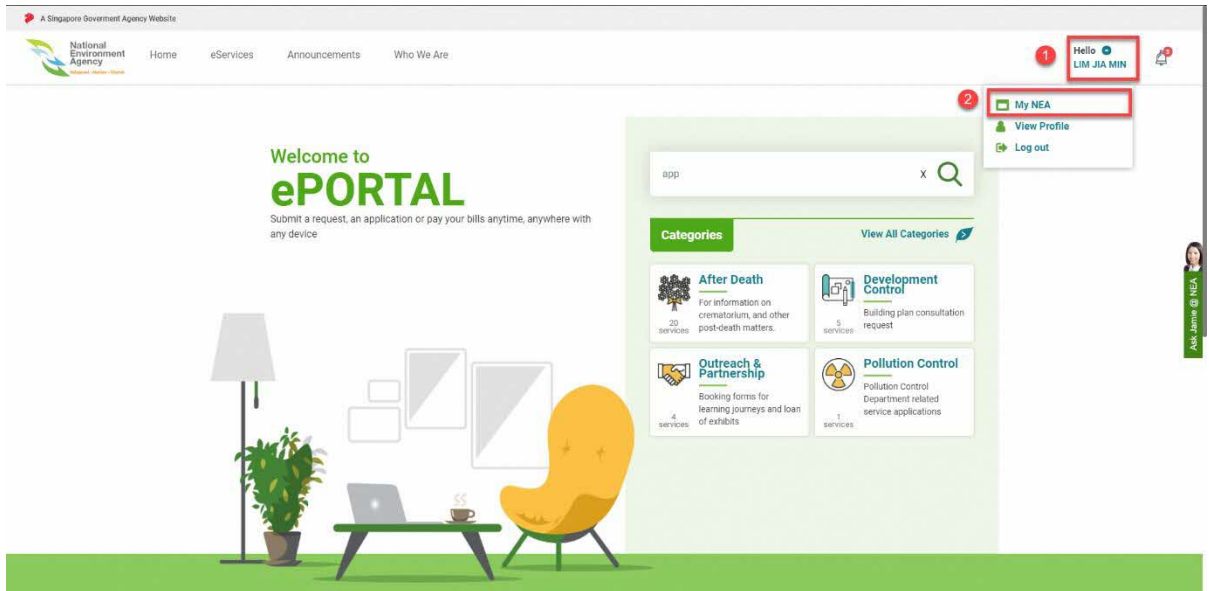 A Singapore Goverment Agency Website
National
Environment
Agency
Home
eServices
Announcements
Who We Are
1
Hello
LIM JIA MIN
3
2
My NEA
View Profile
Log out
Welcome to
ePORTAL
Submit a request, an application or pay your bills anytime, anywhere with
any device
app
X
Categories
View All Categories
After Death
For information on
crematorium, and other
post-death matters.
20
services
Development
Control
Building plan consultation
request
5
services
Outreach &
Partnership
Booking forms for
learning journeys and loan
of exhibits
4
services
Pollution Control
Pollution Control
Department related
service applications
1
services
Ask Jamie @ NEA